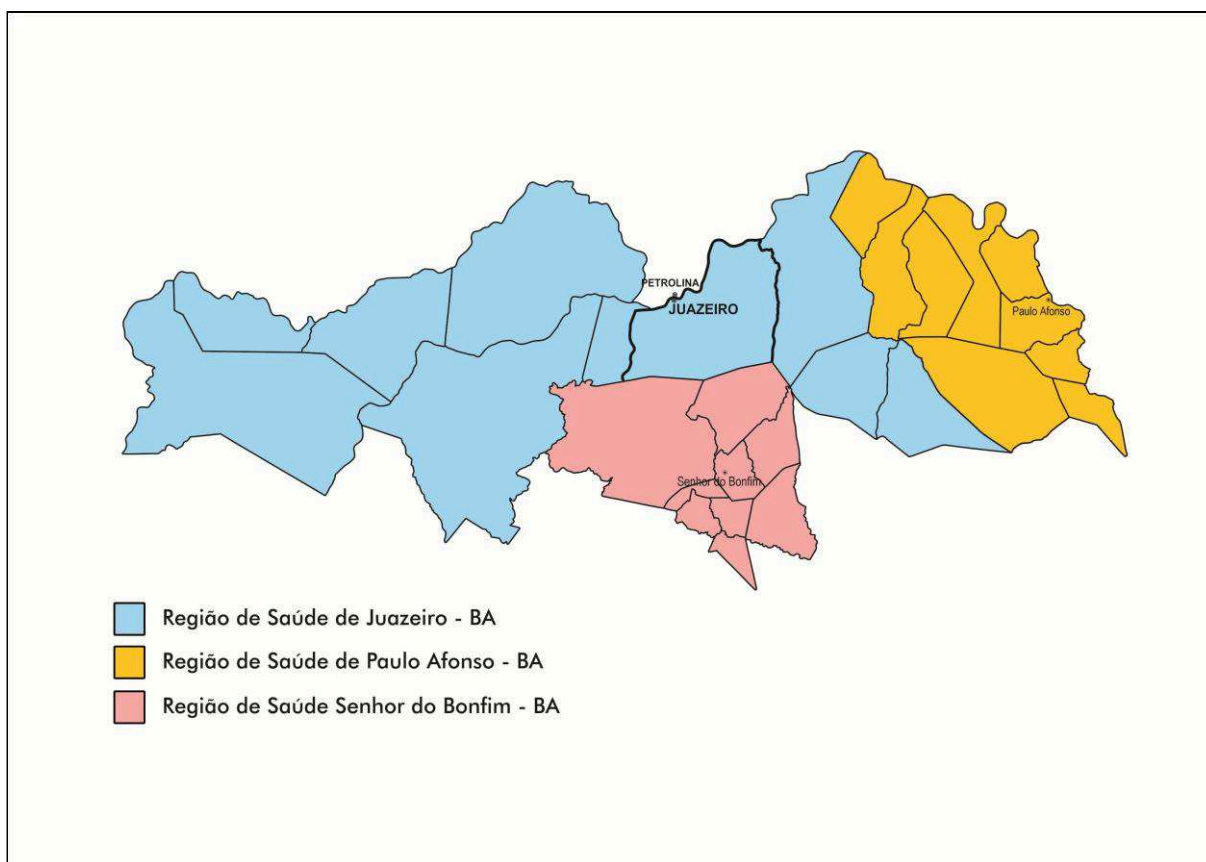 PETROLINA
JUAZEIRO
Paulo Afonso
Senhor do Bonfim
Região de Saúde de Juazeiro - BA
Região de Saúde de Paulo Afonso - BA
Região de Saúde Senhor do Bonfim - BA